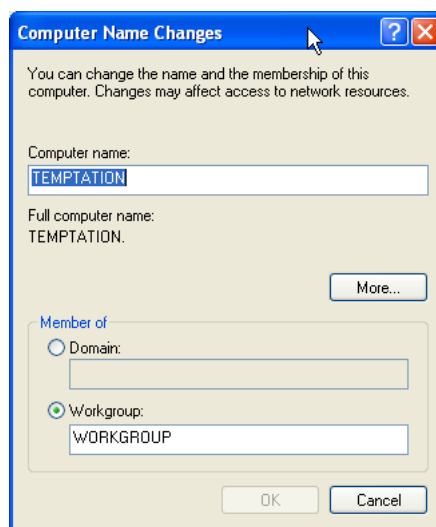 Computer Name Changes
You can change the name and the membership of this
computer. Changes may affect access to network resources.
Computer name:
TEMPTATION
Full computer name:
TEMPTATION.
More...
Member of
Domain:
Workgroup:
WORKGROUP
OK
Cancel